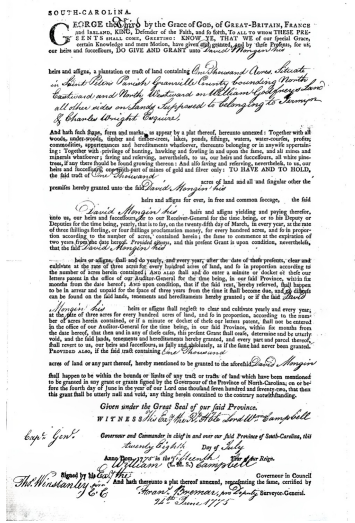 SOUTH-CAROLINA.
GEORGE the Third by the Grace of God, of GREAT-BRITAIN, FRANCE
and IRELAND, KING, Defender of the Faith, and so forth, To ALL TO WHOM THESE PRE-
SENTS SHALL COME, GREETING: KNOW YE, THAT WE of our special Grace,
certain Knowledge and mere Motion, have given and granted, and by these Presents, for us,
our heirs and successors, DO GIVE AND GRANT unto David Mongin his
heirs and assigns, a plantation or tract of land containing One Thousand Acres Situate
in Saint Peters Parish Granville County bounding North
Eastward and North Westward on William Godfrey's Land
all other sides on Lands Supposed to belonging to Jermyn
& Charles Wright Esquire
And hath such shape, form and marks, as appear by a plat thereof, hereunto annexed: Together with all
woods, under-woods, timber and timber-trees, lakes, ponds, fishings, waters, water-courses, profits,
commodities, appurtenances and hereditaments whatsoever, thereunto belonging or in anywise appertain-
ing: Together with privilege of hunting, hawking and fowling in and upon the same, and all mines and
minerals whatsoever; saving and reserving, nevertheless, to us, our heirs and successors, all white pine-
trees, if any there should be found growing thereon: And also saving and reserving, nevertheless, to us, our
heirs and successors, part of mines of gold and silver only: TO HAVE AND TO HOLD,
the said tract of One Thousand
acres of land and all and singular other the
premises hereby granted unto the said David Mongin his
heirs and assigns for ever, in free and common soccage, the said
David Mongin his heirs and assigns yielding and paying therefor,
unto us, our heirs and successors, or to our Receiver-General for the time being, or to his Deputy
or Deputies for the time being, yearly, that is to say, on the twenty-fifth day of March, in every year, at the rate
of three shillings sterling, or four shillings proclamation money, for every hundred acres, and so in propor-
tion according to the number of acres, contained herein; the same to commence at the expiration of
two years from the date hereof. Provided always, and this present Grant is upon condition, nevertheless,
that the said David Mongin his
heirs or assigns, shall and do yearly, and every year, after the date of these presents, clear and
cultivate at the rate of three acres for every hundred acres of land, and so in proportion according to
the number of acres herein contained; AND ALSO shall and do enter a minute or docket of these our
letters patent in the office of our Auditor-General for the time being, in our said Province, within six
months from the date hereof; AND upon condition, that if the said rent, hereby reserved, shall happen
to be in arrear and unpaid for the space of three years from the time it shall become due, and no distress
can be found on the said lands, tenements and hereditaments hereby granted; or if the said David
Mongin his heirs or assigns shall neglect to clear and cultivate yearly and every year,
at the rate of three acres for every hundred acres of land, and so in proportion, according to the num-
ber of acres herein contained, or if a minute or docket of these our letters patent, shall not be entered
in the office of our Auditor-General for the time being, in our said Province, within six months from
the date hereof, that then and in any of these cases, this present Grant shall cease, determine and be utterly
void, and the said lands, tenements and hereditaments hereby granted, and every part and parcel thereof,
shall revert to us, our heirs and successors, as fully and absolutely, as if the same had never been granted.
PROVIDED ALSO, if the said tract containing One Thousand
acres of land or any part thereof, hereby mentioned to be granted to the aforesaid David Mongin
shall happen to be within the bounds or limits of any tract or tracts of land which have been mentioned
to be granted in any grant or grants signed by the Governor of the Province of North-Carolina, on or be-
fore the fourth day of June in the year of our Lord one thousand seven hundred and seventy-one, that then
this grant shall be utterly null and void, any thing herein contained to the contrary notwithstanding.
Given under the Great Seal of our said Province.
WITNESS His Exy the Rt. Honble Lord Wm Campbell
Capt. Genl. Governor and Commander in chief in and over our said Province of South-Carolina, this
Twenty Eighth Day of July
Anno Dom. 1775 in the Fifteenth Year of our Reign.
William (L. M. S.) Campbell
Signed by his Exy the Governor in Council
And hath thereunto a plat thereof annexed, representing the same, certified by
Thos. Winstanley
C. C.
Thoran Bremar, pro Deputy Surveyor-General.
24th June 1775